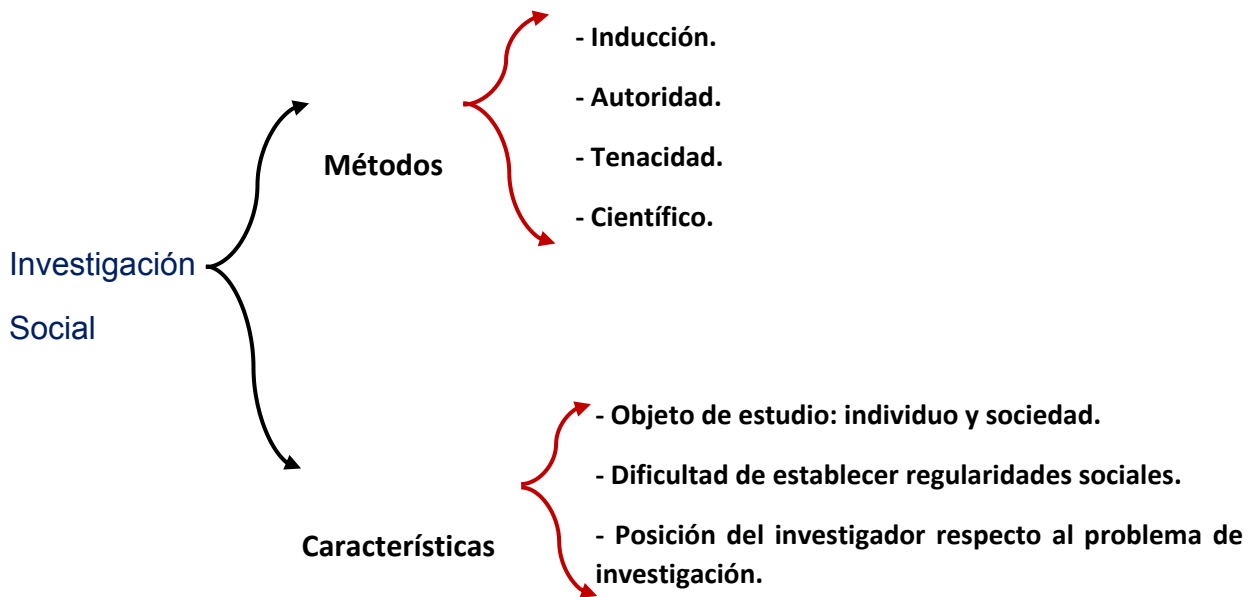 Investigación
Social
Métodos
- Inducción.
- Autoridad.
- Tenacidad.
- Científico.
Características
- Objeto de estudio: individuo y sociedad.
- Dificultad de establecer regularidades sociales.
- Posición del investigador respecto al problema de
investigación.